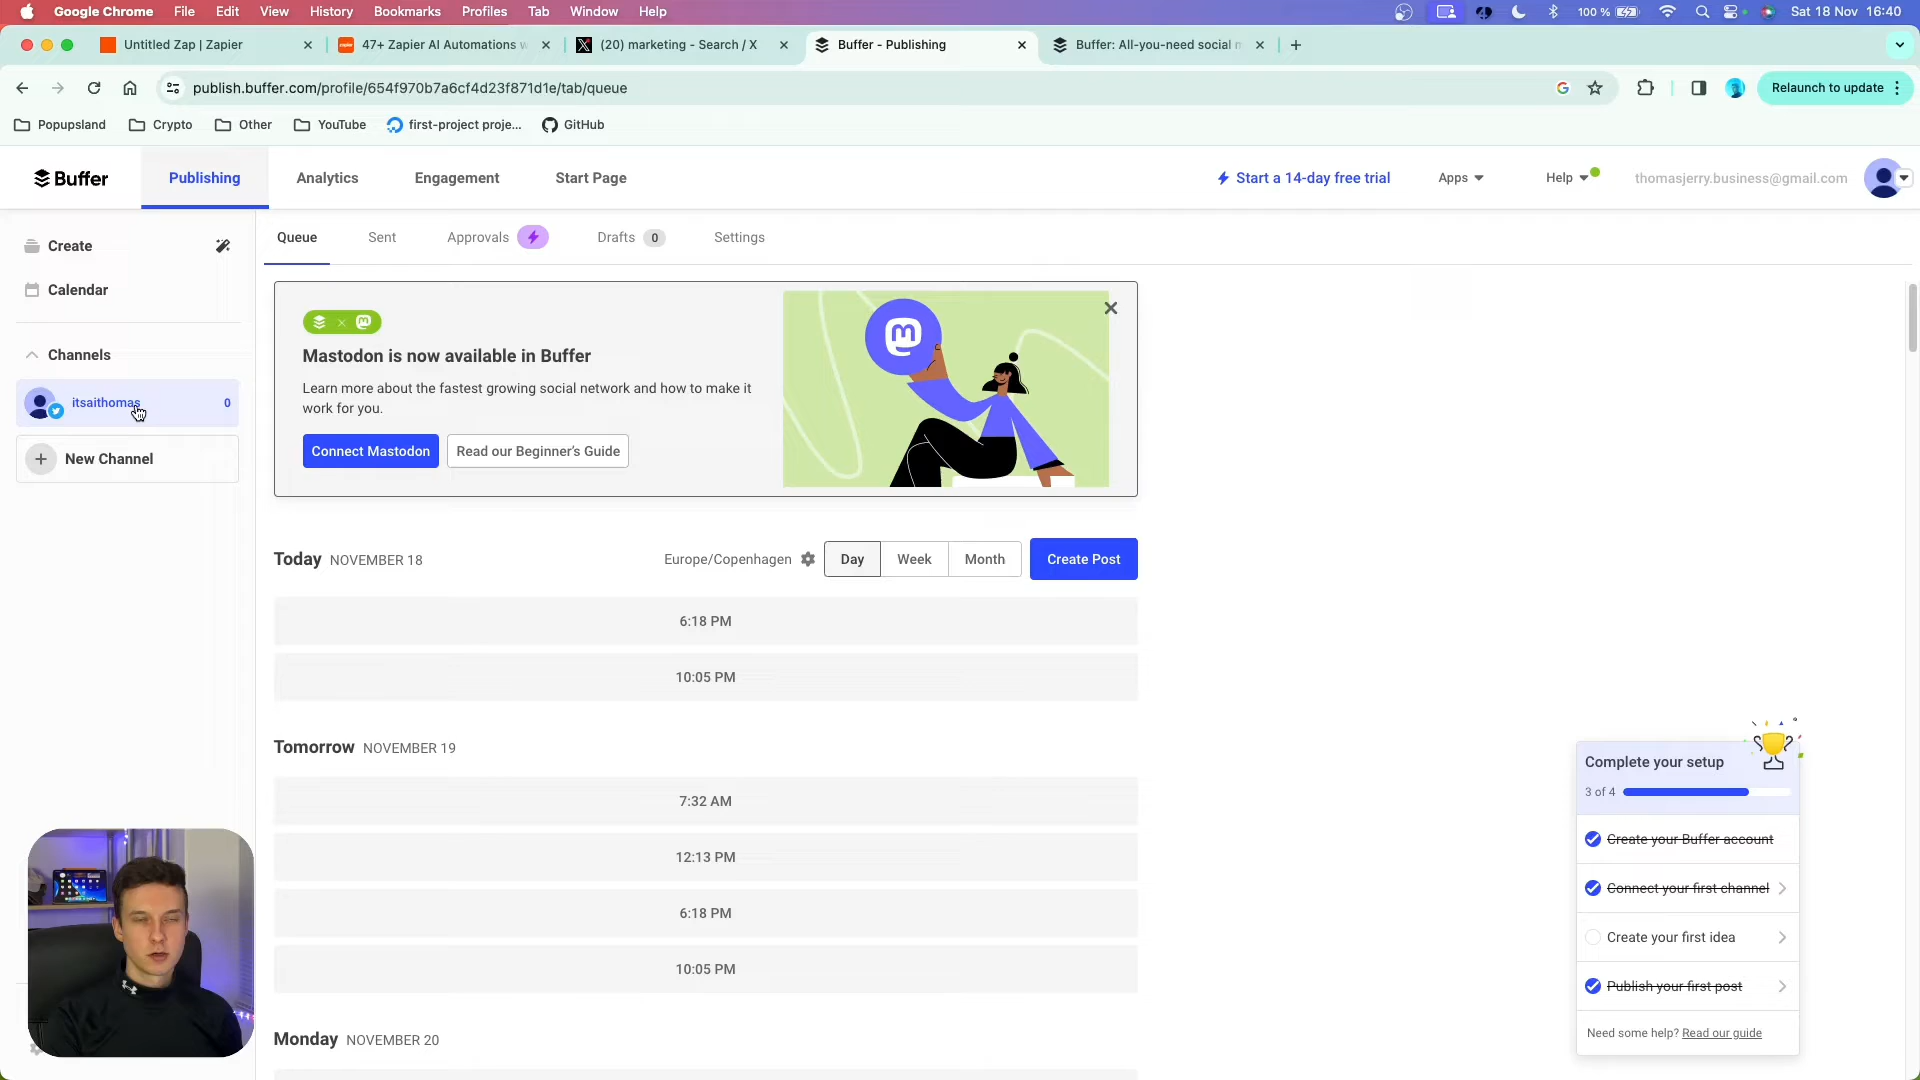 Google Chrome File Edit View History Bookmarks Profiles Tab Window Help 100 % Sat 18 Nov 16:40
Untitled Zap | Zapier
47+ Zapier AI Automations
(20) marketing - Search / X
Buffer - Publishing
Buffer: All-you-need social
publish.buffer.com/profile/654f970b7a6cf4d23f871d1e/tab/queue
Relaunch to update
Popupsland Crypto Other YouTube first-project proje... GitHub
Buffer Publishing Analytics Engagement Start Page Start a 14-day free trial Apps Help thomasjerry.business@gmail.com
Create
Calendar
Channels
itsaithomas 0
New Channel
Queue Sent Approvals Drafts 0 Settings
Mastodon is now available in Buffer
Learn more about the fastest growing social network and how to make it
work for you.
Connect Mastodon Read our Beginner's Guide
Today NOVEMBER 18 Europe/Copenhagen Day Week Month Create Post
6:18 PM
10:05 PM
Tomorrow NOVEMBER 19
7:32 AM
12:13 PM
6:18 PM
10:05 PM
Monday NOVEMBER 20
Complete your setup
3 of 4
Create your Buffer account
Connect your first channel
Create your first idea
Publish your first post
Need some help? Read our guide